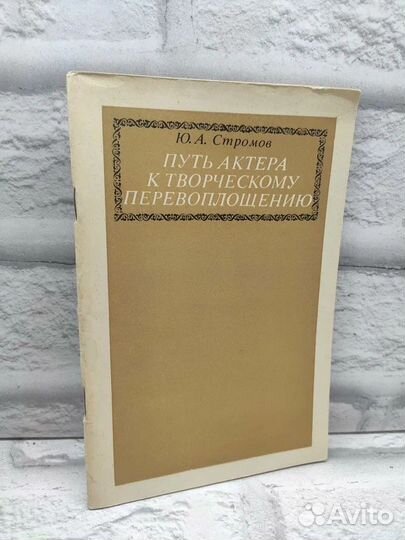 Ю. А. Стромов
ПУТЬ АКТЕРА
К ТВОРЧЕСКОМУ
ПЕРЕВОПЛОЩЕНИЮ
Avito